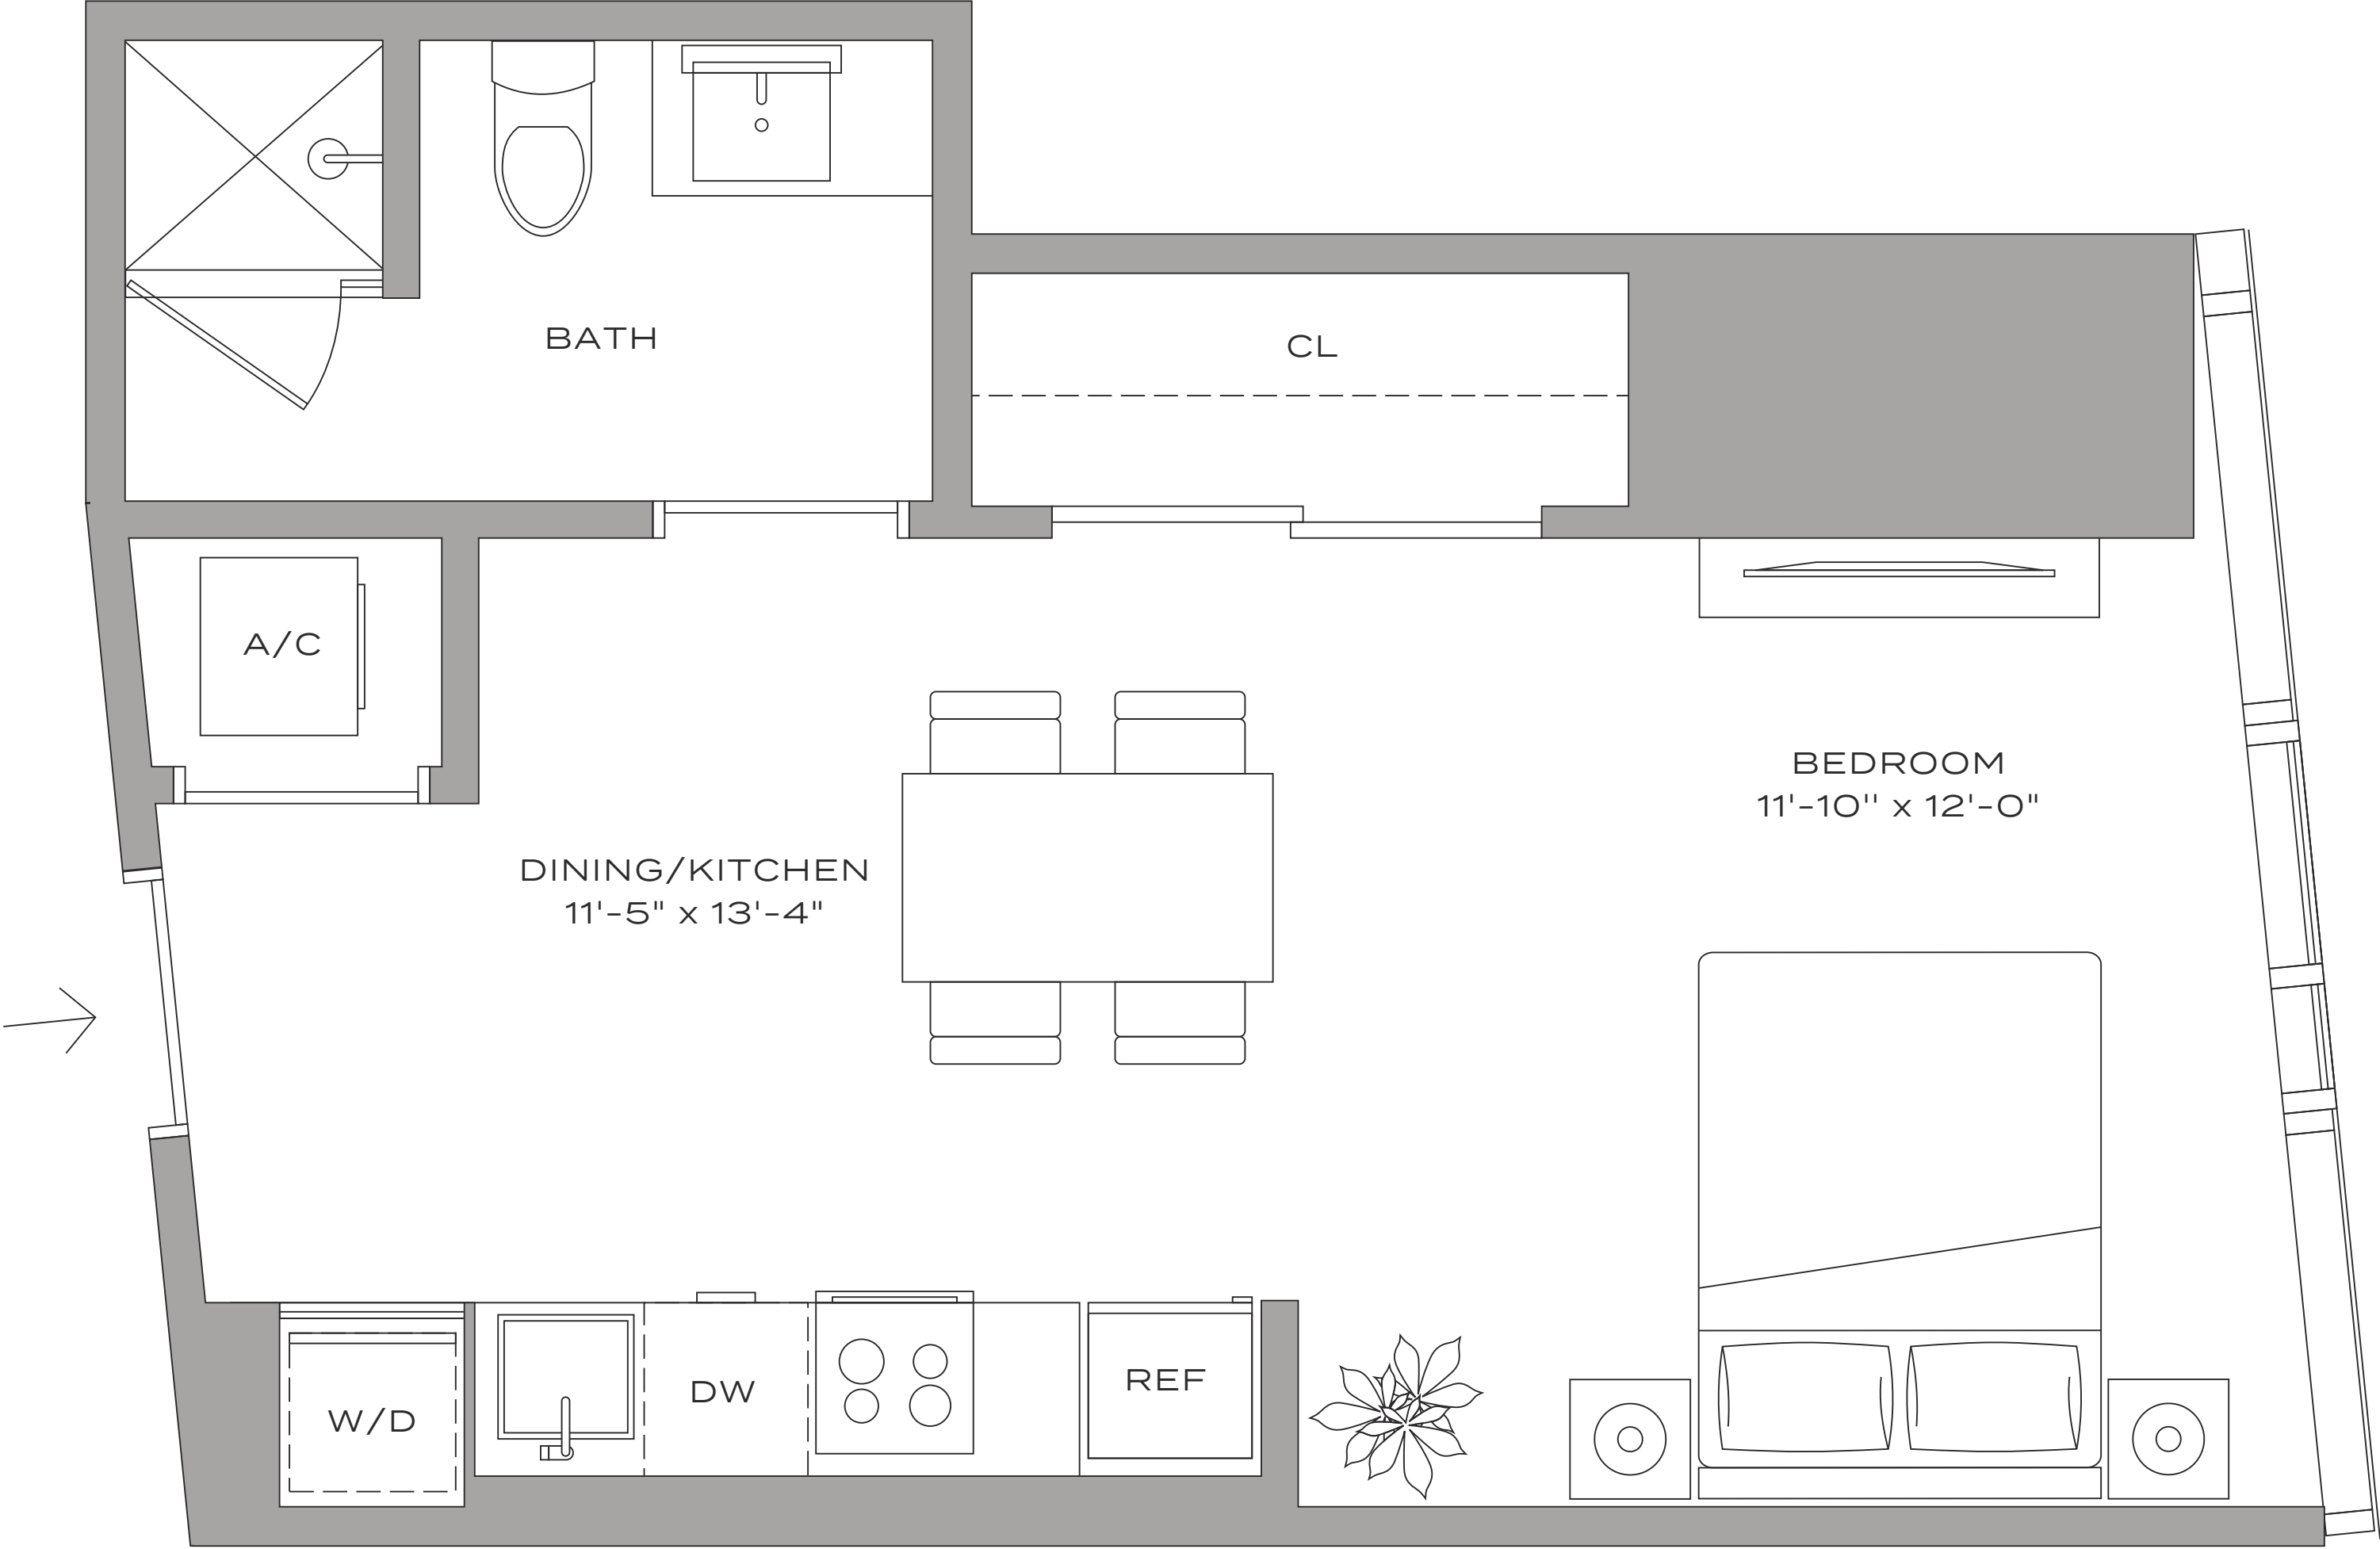 BATH
CL
A/C
BEDROOM
11'-10'' x 12'-0"
DINING/KITCHEN
11'-5" x 13'-4"
REF
DW
W/D